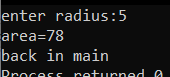 enter radius:5
area=78
back in main
Process returned 0